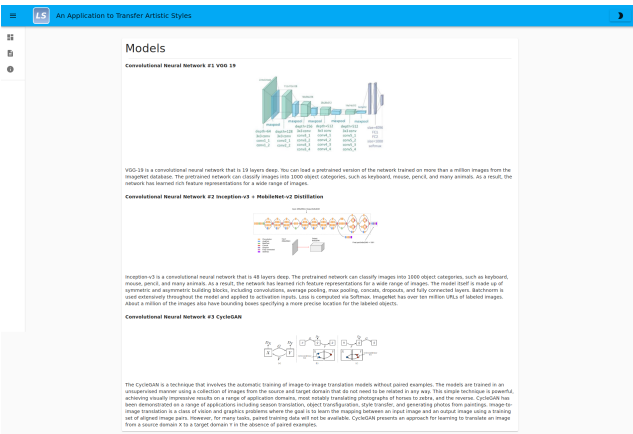 LS An Application to Transfer Artistic Styles
Models
Convolutional Neural Network #1 VGG 19
VGG-19 is a convolutional neural network that is 19 layers deep. You can load a pretrained version of the network trained on more than a million images from the
ImageNet database. The pretrained network can classify images into 1000 object categories, such as keyboard, mouse, pencil, and many animals. As a result, the
network has learned rich feature representations for a wide range of images.
Convolutional Neural Network #2 Inception-v3 + MobileNet-v2 Distillation
Inception-v3 is a convolutional neural network that is 48 layers deep. The pretrained network can classify images into 1000 object categories, such as keyboard,
mouse, pencil, and many animals. As a result, the network has learned rich feature representations for a wide range of images. The model itself is made up of
symmetric and asymmetric building blocks, including convolutions, average pooling, max pooling, concats, dropouts, and fully connected layers. Batchnorm is
used extensively throughout the model and applied to activation inputs. Loss is computed via Softmax. ImageNet has over ten million URLs of labeled images.
About a million of the images also have bounding boxes specifying a more precise location for the labeled objects.
Convolutional Neural Network #3 CycleGAN
The CycleGAN is a technique that involves the automatic training of image-to-image translation models without paired examples. The models are trained in an
unsupervised manner using a collection of images from the source and target domain that do not need to be related in any way. This simple technique is powerful,
achieving visually impressive results on a range of application domains, most notably translating photographs of horses to zebra, and the reverse. CycleGAN has
been demonstrated on a range of applications including season translation, object transfiguration, style transfer, and generating photos from paintings. Image-to-
image translation is a class of vision and graphics problems where the goal is to learn the mapping between an input image and an output image using a training
set of aligned image pairs. However, for many tasks, paired training data will not be available. CycleGAN presents an approach for learning to translate an image
from a source domain X to a target domain Y in the absence of paired examples.